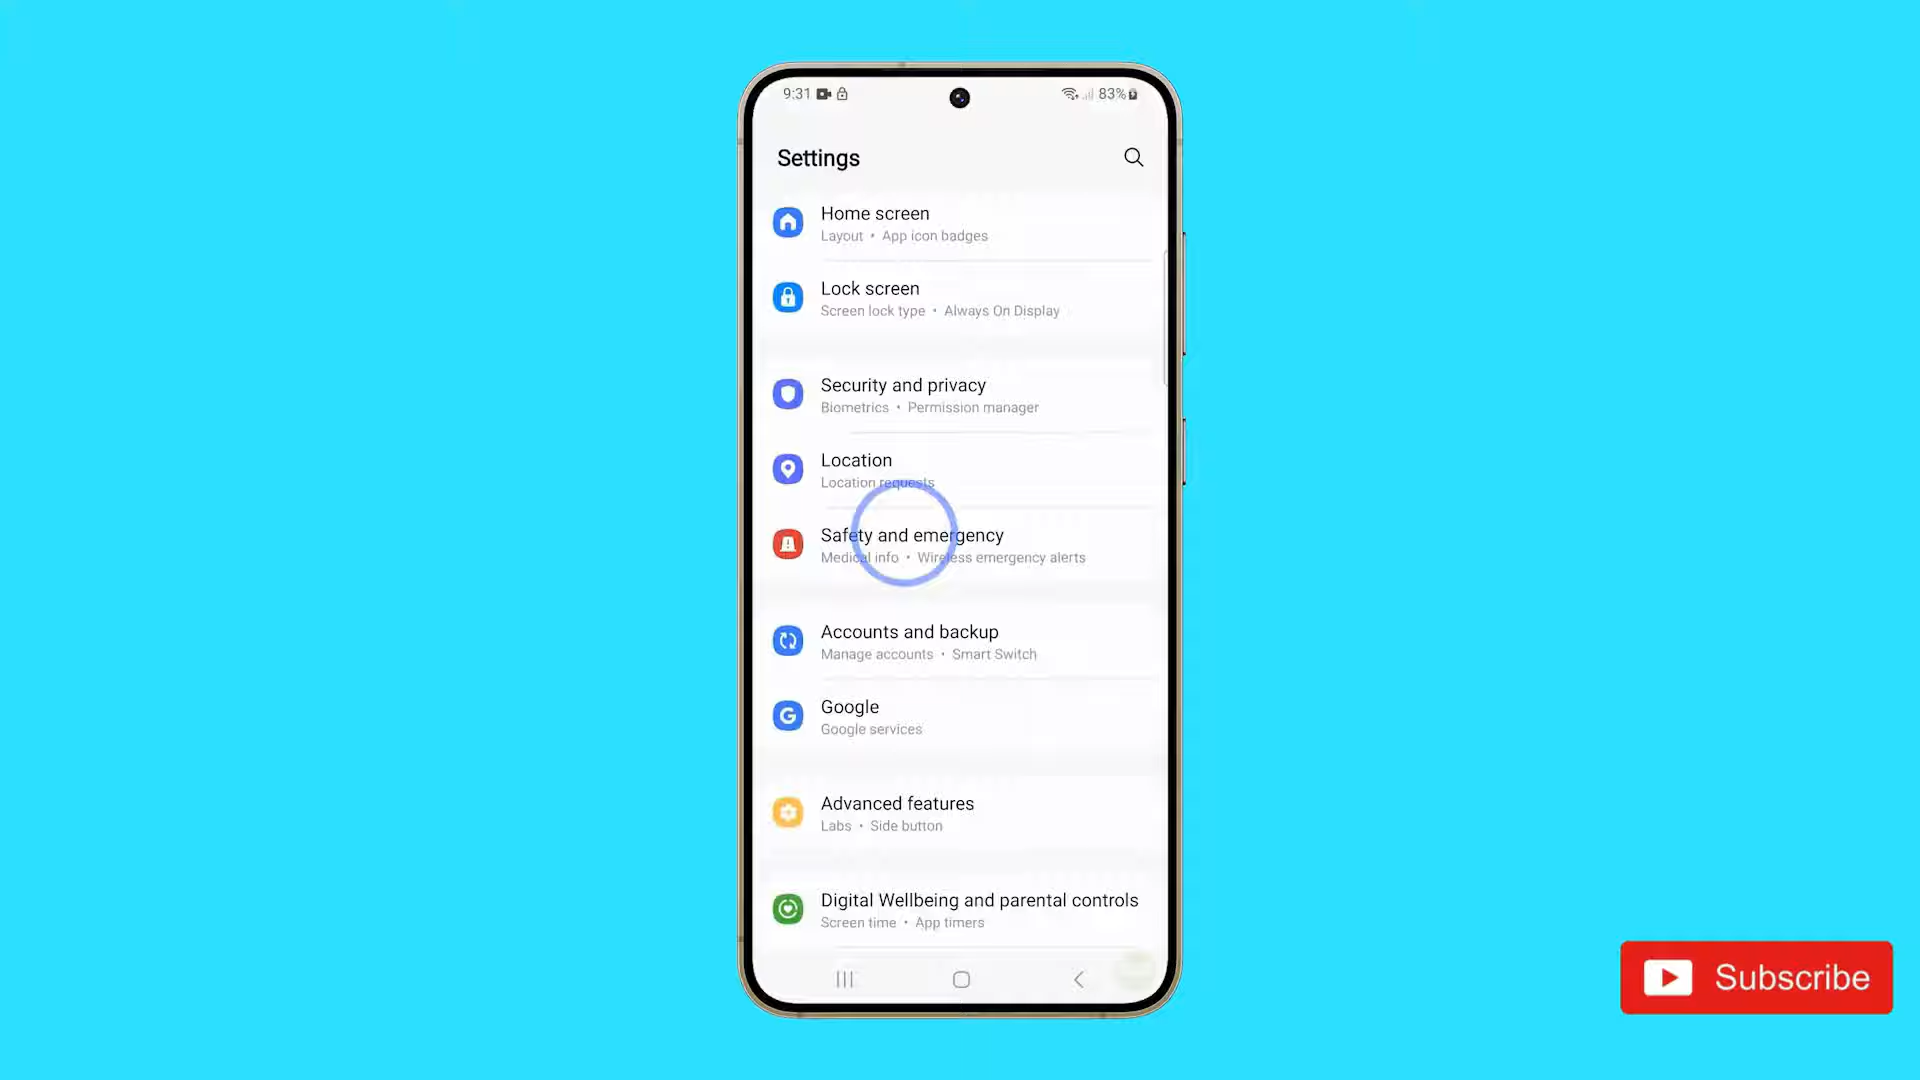 9:31 83%
Settings
Home screen
Layout • App icon badges
Lock screen
Screen lock type • Always On Display
Security and privacy
Biometrics • Permission manager
Location
Location requests
Safety and emergency
Medical info • Wireless emergency alerts
Accounts and backup
Manage accounts • Smart Switch
Google
Google services
Advanced features
Labs • Side button
Digital Wellbeing and parental controls
Screen time • App timers
Subscribe